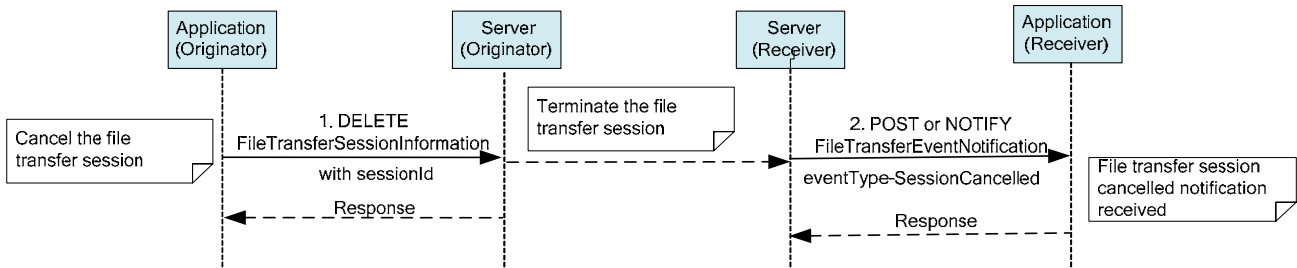 Application
(Originator)
Server
(Originator)
Server
(Receiver)
Application
(Receiver)
Cancel the file
transfer session
1. DELETE
FileTransferSessionInformation
with sessionId
Response
Terminate the file
transfer session
2. POST or NOTIFY
FileTransferEventNotification
eventType-SessionCancelled
Response
File transfer session
cancelled notification
received